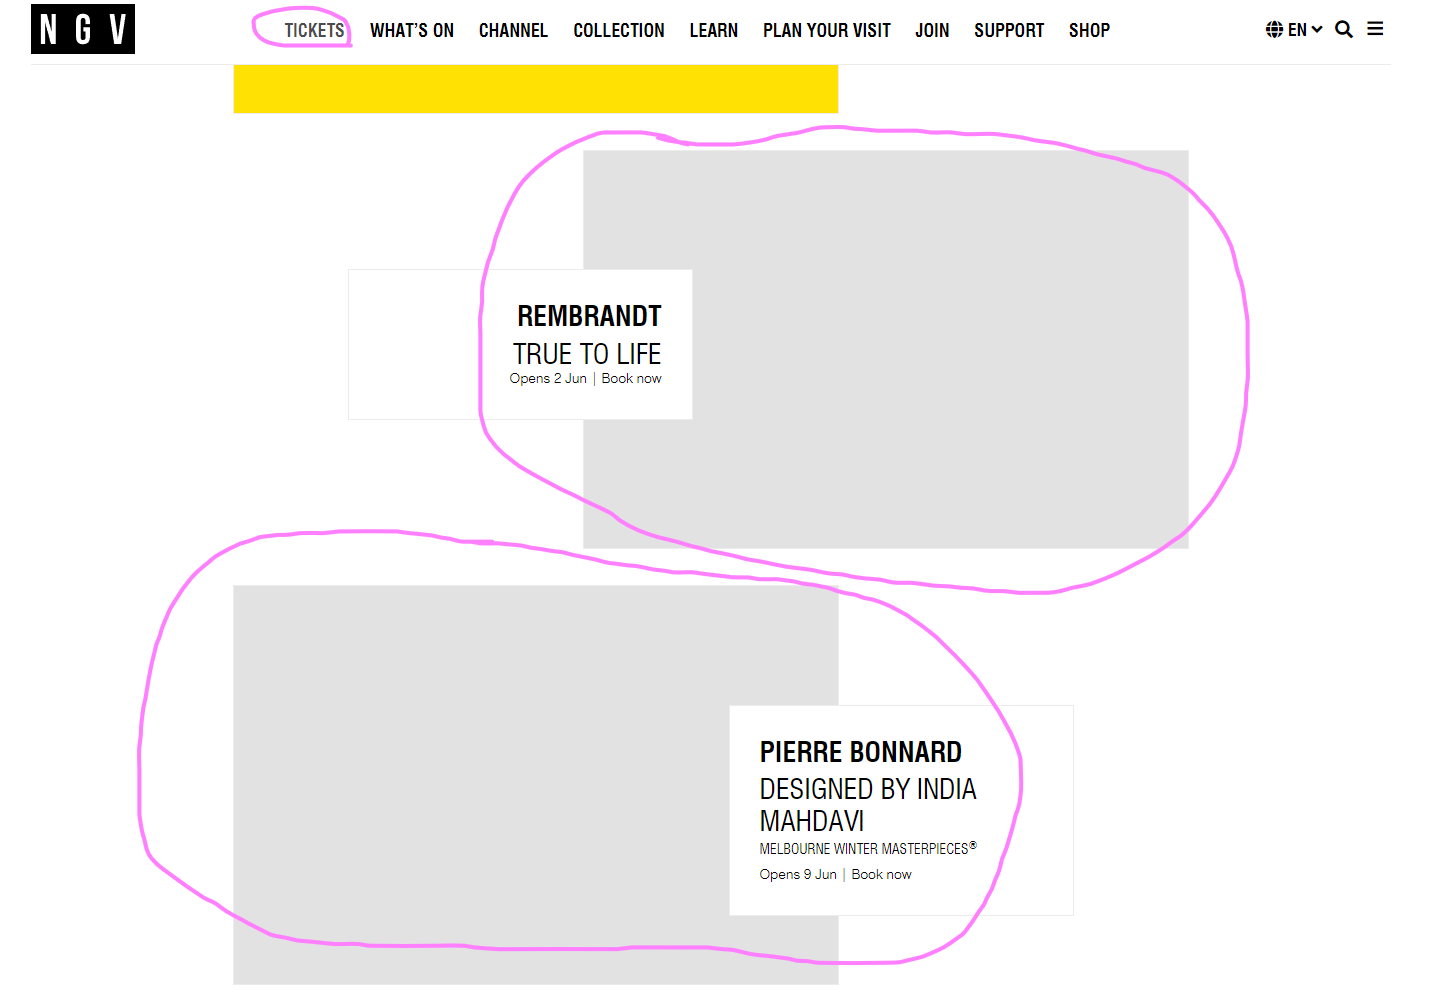 NGV
TICKETS WHAT’S ON CHANNEL COLLECTION LEARN PLAN YOUR VISIT JOIN SUPPORT SHOP EN
REMBRANDT
TRUE TO LIFE
Opens 2 Jun | Book now
PIERRE BONNARD
DESIGNED BY INDIA
MAHDAVI
MELBOURNE WINTER MASTERPIECES®
Opens 9 Jun | Book now